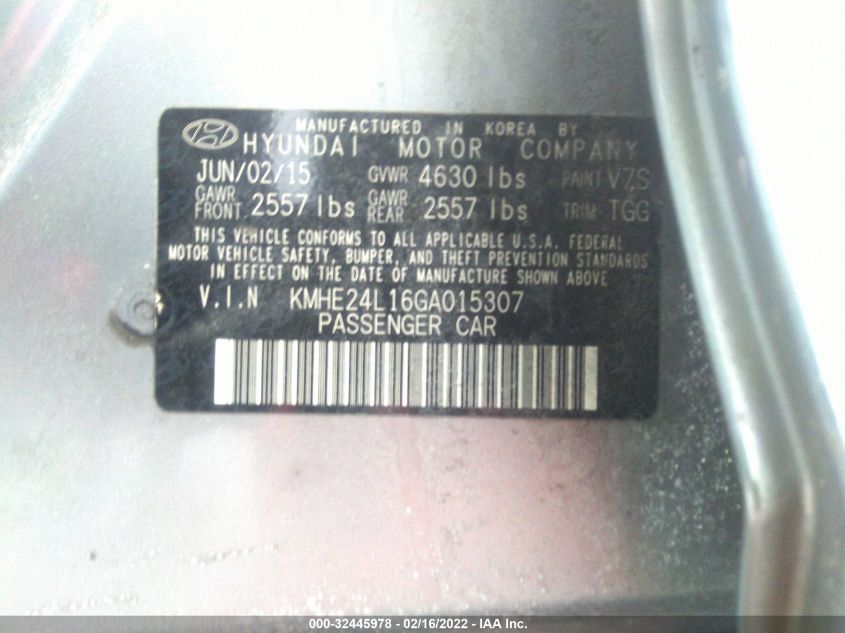 MANUFACTURED IN KOREA BY
HYUNDAI MOTOR COMPANY
JUN/02/15 GVWR 4630 lbs PAINT VZS
GAWR FRONT 2557 lbs GAWR REAR 2557 lbs TRIM TGG
THIS VEHICLE CONFORMS TO ALL APPLICABLE U.S.A. FEDERAL
MOTOR VEHICLE SAFETY, BUMPER, AND THEFT PREVENTION STANDARDS
IN EFFECT ON THE DATE OF MANUFACTURE SHOWN ABOVE
V.I.N KMHE24L16GA015307
PASSENGER CAR
000-32445978 - 02/16/2022 - IAA Inc.